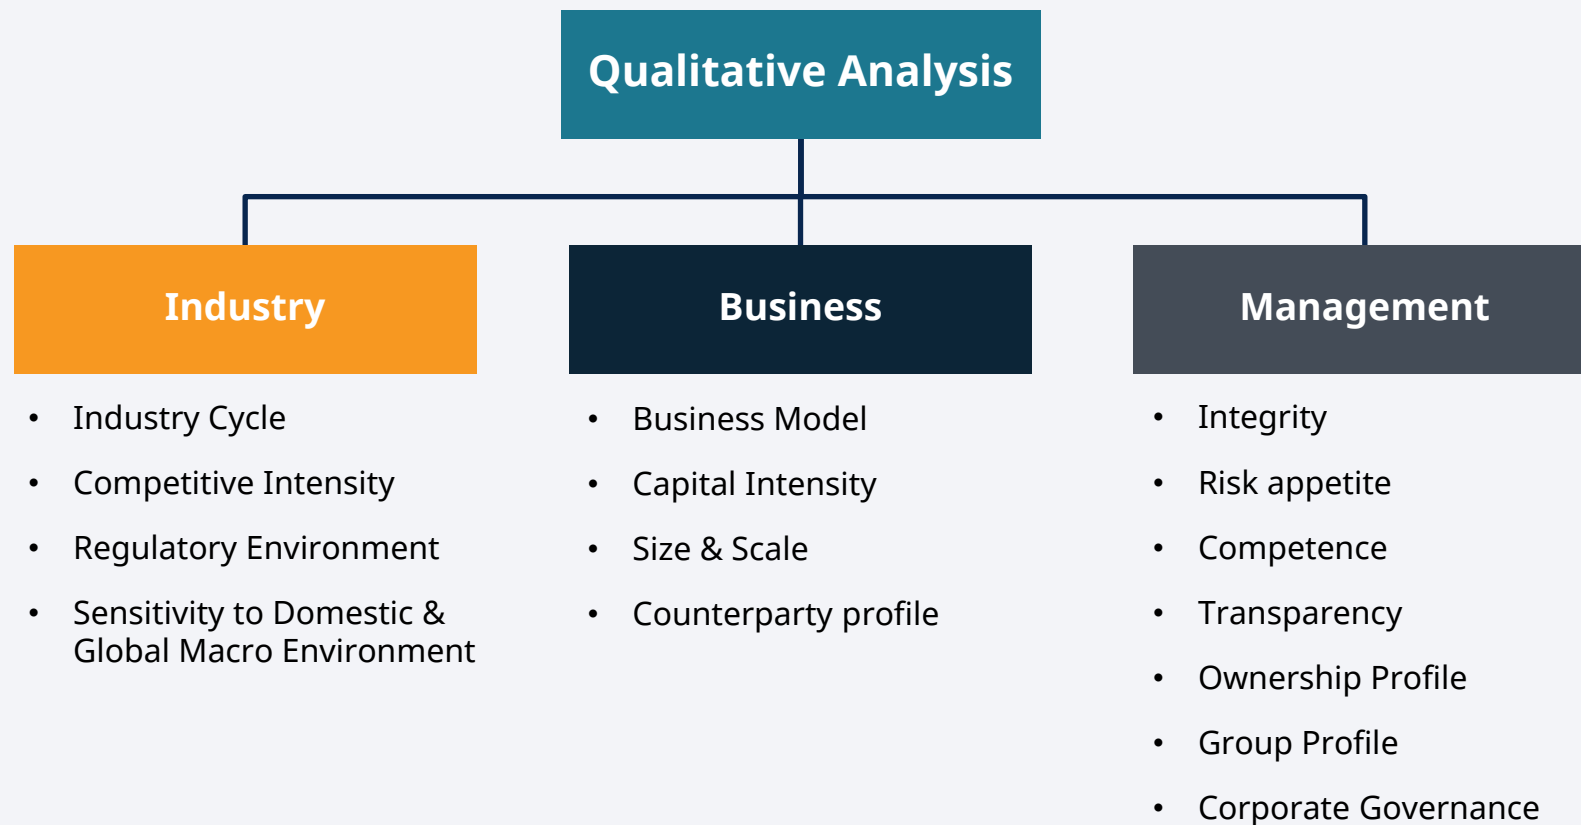 Qualitative Analysis
Industry
• Industry Cycle
• Competitive Intensity
• Regulatory Environment
• Sensitivity to Domestic &
Global Macro Environment
Business
• Business Model
• Capital Intensity
• Size & Scale
• Counterparty profile
Management
• Integrity
• Risk appetite
• Competence
• Transparency
• Ownership Profile
• Group Profile
• Corporate Governance